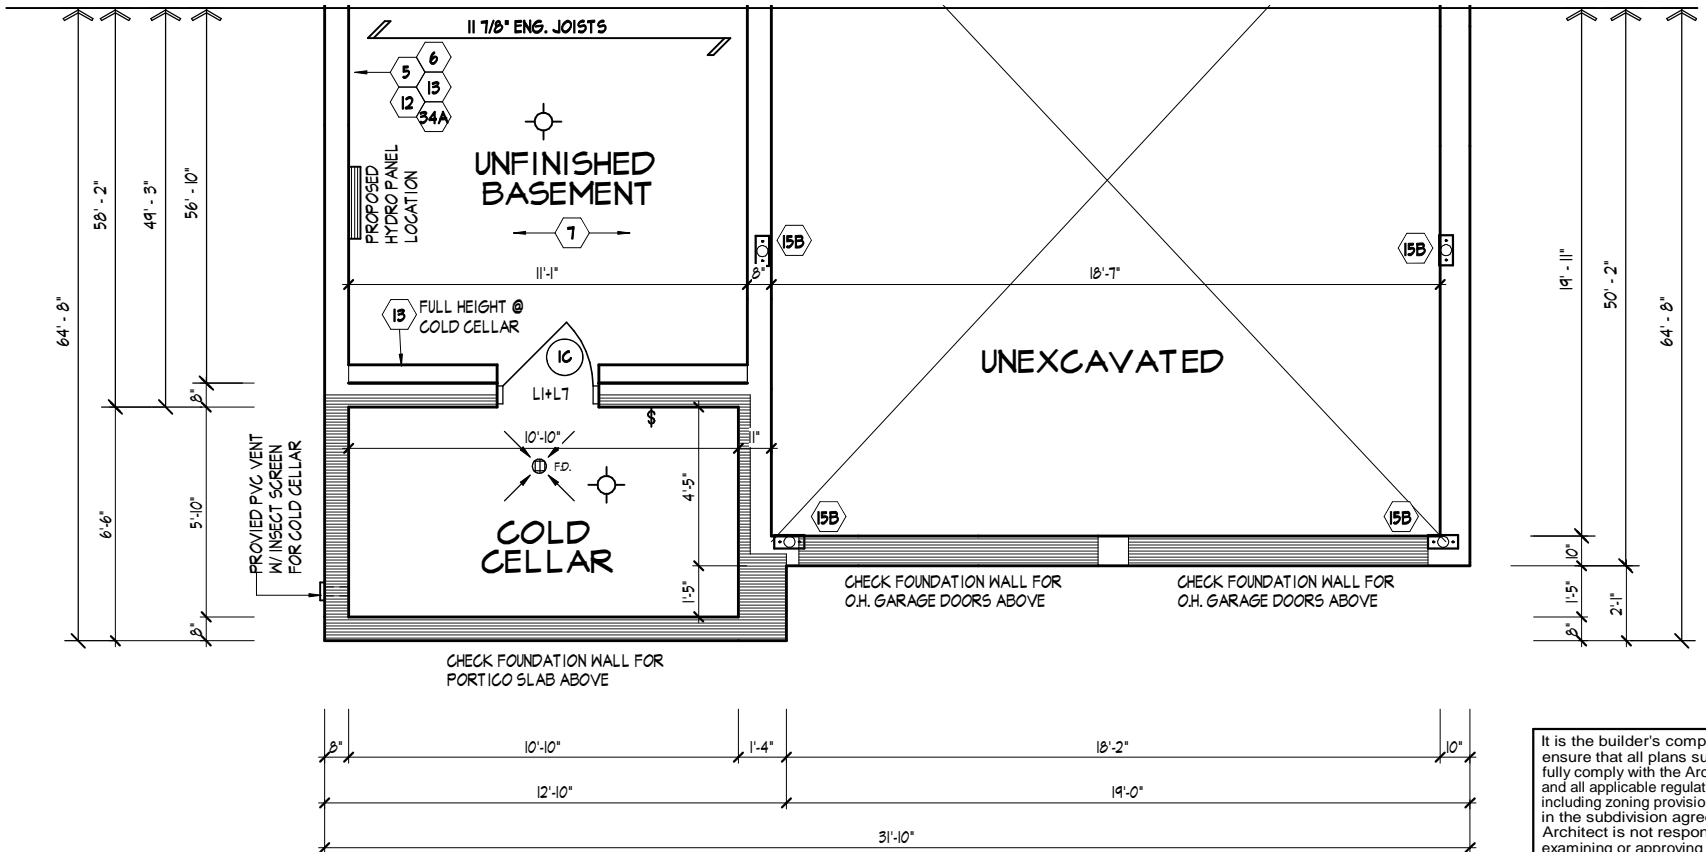 11 7/8" ENG. JOISTS
6
5
13
12
34A
UNFINISHED
BASEMENT
PROPOSED
HYDRO PANEL
LOCATION
7
15B
15B
58' - 2"
49' - 3"
56' - 10"
64' - 8"
11'-1"
8"
18'-7"
19' - 11"
50' - 2"
64' - 8"
13
FULL HEIGHT @
COLD CELLAR
1C
L1+L7
UNEXCAVATED
8"
$
10'-10"
11"
F.D.
4'-5"
PROVIED PVC VENT
W/ INSECT SCREEN
FOR COLD CELLAR
6'-6"
5'-10"
15B
15B
COLD
CELLAR
10"
CHECK FOUNDATION WALL FOR
O.H. GARAGE DOORS ABOVE
CHECK FOUNDATION WALL FOR
O.H. GARAGE DOORS ABOVE
1'-5"
1'-5"
2'-1"
8"
8"
CHECK FOUNDATION WALL FOR
PORTICO SLAB ABOVE
8"
10'-10"
1'-4"
18'-2"
10"
12'-10"
19'-0"
31'-10"
It is the builder's comp
ensure that all plans su
fully comply with the Arc
and all applicable regulat
including zoning provisio
in the subdivision agree
Architect is not respon
examining or approving